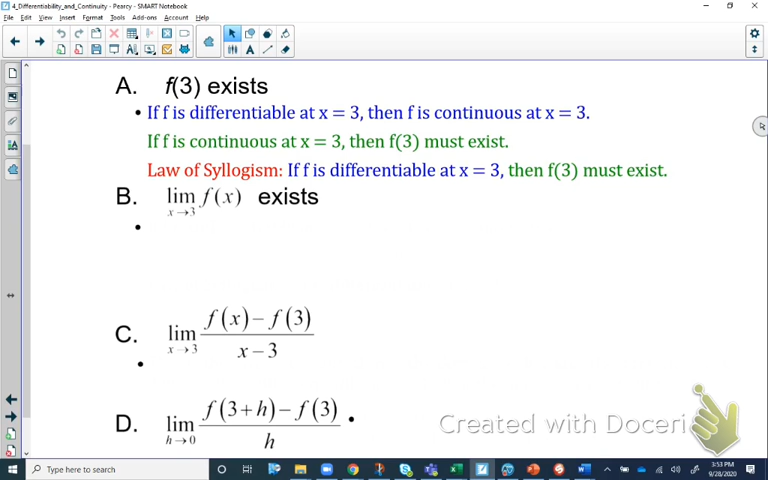 4_Differentiability_and_Continuity - Pearcy - SMART Notebook
File Edit View Insert Format Tools Add-ons Account Help
A. f(3) exists
• If f is differentiable at x = 3, then f is continuous at x = 3.
If f is continuous at x = 3, then f(3) must exist.
Law of Syllogism: If f is differentiable at x = 3, then f(3) must exist.
B. lim x→3 f(x) exists
•
C. lim x→3 f(x) − f(3) / x − 3
•
D. lim h→0 f(3+h) − f(3) / h •
Created with Doceri
Type here to search
3:53 PM
9/28/2020